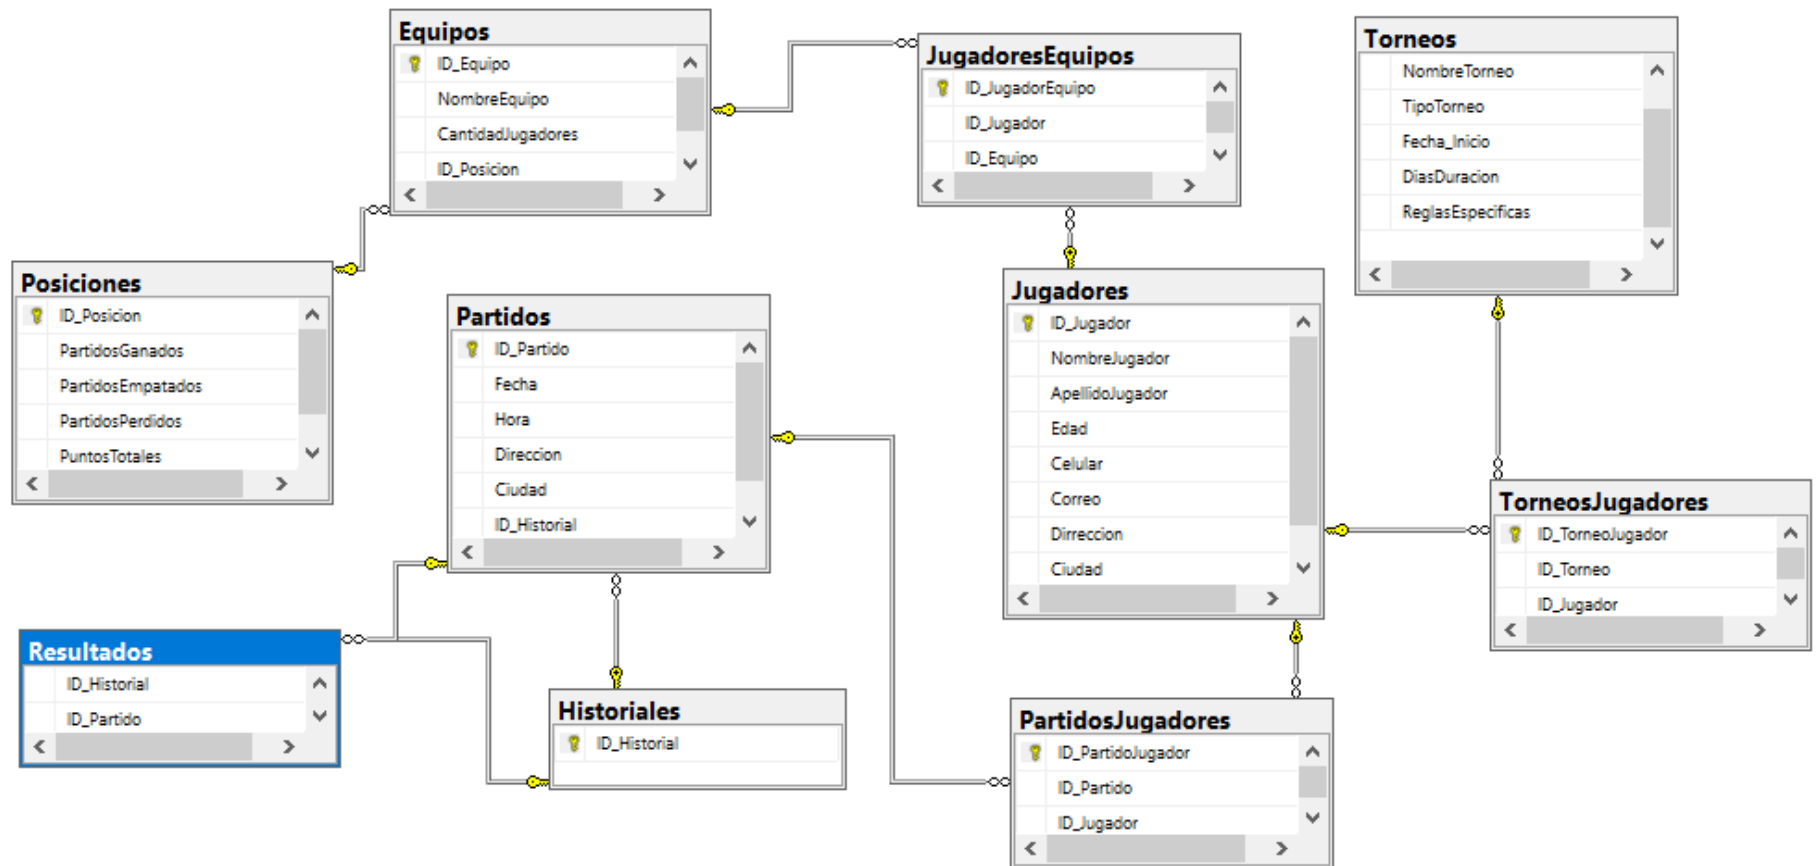 Equipos
ID_Equipo
NombreEquipo
CantidadJugadores
ID_Posicion
JugadoresEquipos
ID_JugadorEquipo
ID_Jugador
ID_Equipo
Torneos
NombreTorneo
TipoTorneo
Fecha_Inicio
DiasDuracion
ReglasEspecificas
Posiciones
ID_Posicion
PartidosGanados
PartidosEmpatados
PartidosPerdidos
PuntosTotales
Partidos
ID_Partido
Fecha
Hora
Direccion
Ciudad
ID_Historial
Jugadores
ID_Jugador
NombreJugador
ApellidoJugador
Edad
Celular
Correo
Dirreccion
Ciudad
TorneosJugadores
ID_TorneoJugador
ID_Torneo
ID_Jugador
Resultados
ID_Historial
ID_Partido
Historiales
ID_Historial
PartidosJugadores
ID_PartidoJugador
ID_Partido
ID_Jugador